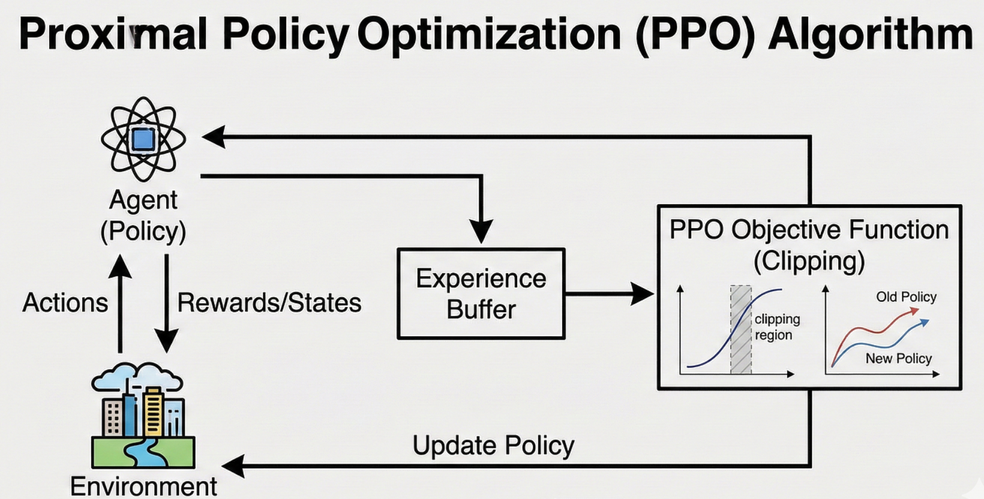 Proximal Policy Optimization (PPO) Algorithm
Agent
(Policy)
Actions
Rewards/States
Environment
Experience
Buffer
PPO Objective Function
(Clipping)
clipping
region
Old Policy
New Policy
Update Policy